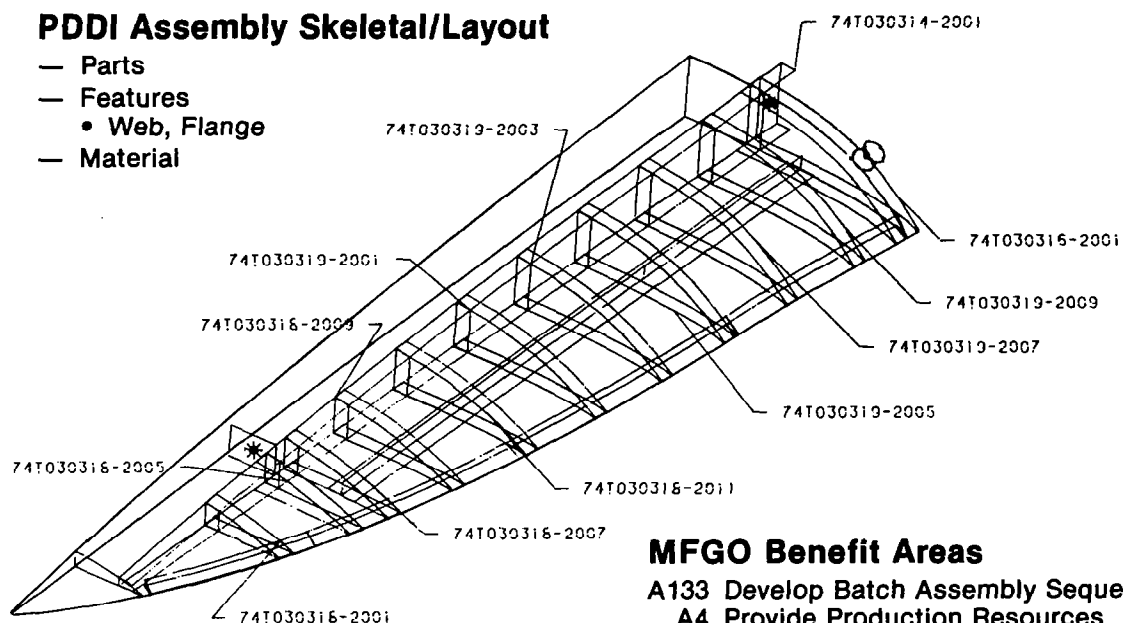 PDDI Assembly Skeletal/Layout
— Parts
— Features
• Web, Flange
— Material
74T030314-2001
74T030319-2003
74T030316-2001
74T030319-2001
74T030319-2009
74T030318-2009
74T030319-2007
74T030319-2005
74T030318-2005
74T030318-2011
74T030318-2007
74T030318-2001
MFGO Benefit Areas
A133 Develop Batch Assembly Seque
A4 Provide Production Resources